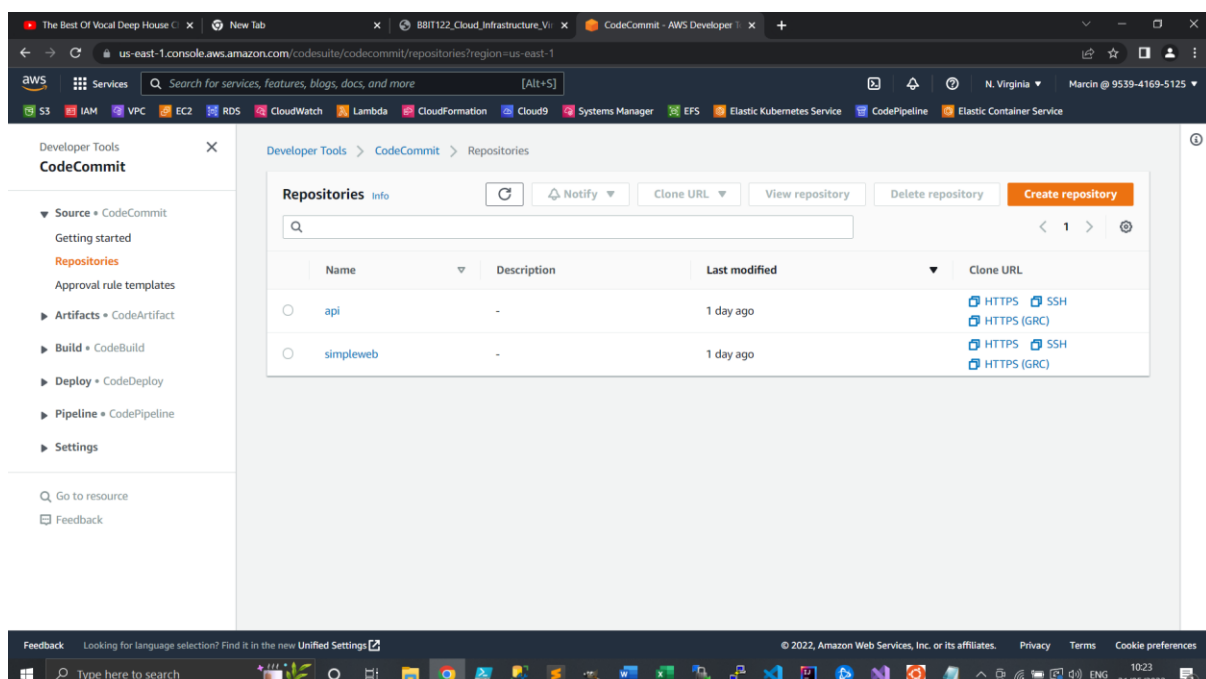 The Best Of Vocal Deep House C
New Tab
B8IT122_Cloud_Infrastructure_Vir
CodeCommit - AWS Developer T
us-east-1.console.aws.amazon.com/codesuite/codecommit/repositories?region=us-east-1
aws Services Search for services, features, blogs, docs, and more [Alt+S] N. Virginia Marcin @ 9539-4169-5125
S3 IAM VPC EC2 RDS CloudWatch Lambda CloudFormation Cloud9 Systems Manager EFS Elastic Kubernetes Service CodePipeline Elastic Container Service
Developer Tools
CodeCommit
Source • CodeCommit
Getting started
Repositories
Approval rule templates
Artifacts • CodeArtifact
Build • CodeBuild
Deploy • CodeDeploy
Pipeline • CodePipeline
Settings
Go to resource
Feedback
Developer Tools > CodeCommit > Repositories
Repositories Info Notify Clone URL View repository Delete repository Create repository
< 1 >
Name Description Last modified Clone URL
api - 1 day ago HTTPS SSH
HTTPS (GRC)
simpleweb - 1 day ago HTTPS SSH
HTTPS (GRC)
Feedback Looking for language selection? Find it in the new Unified Settings © 2022, Amazon Web Services, Inc. or its affiliates. Privacy Terms Cookie preferences
Type here to search ENG 10:23